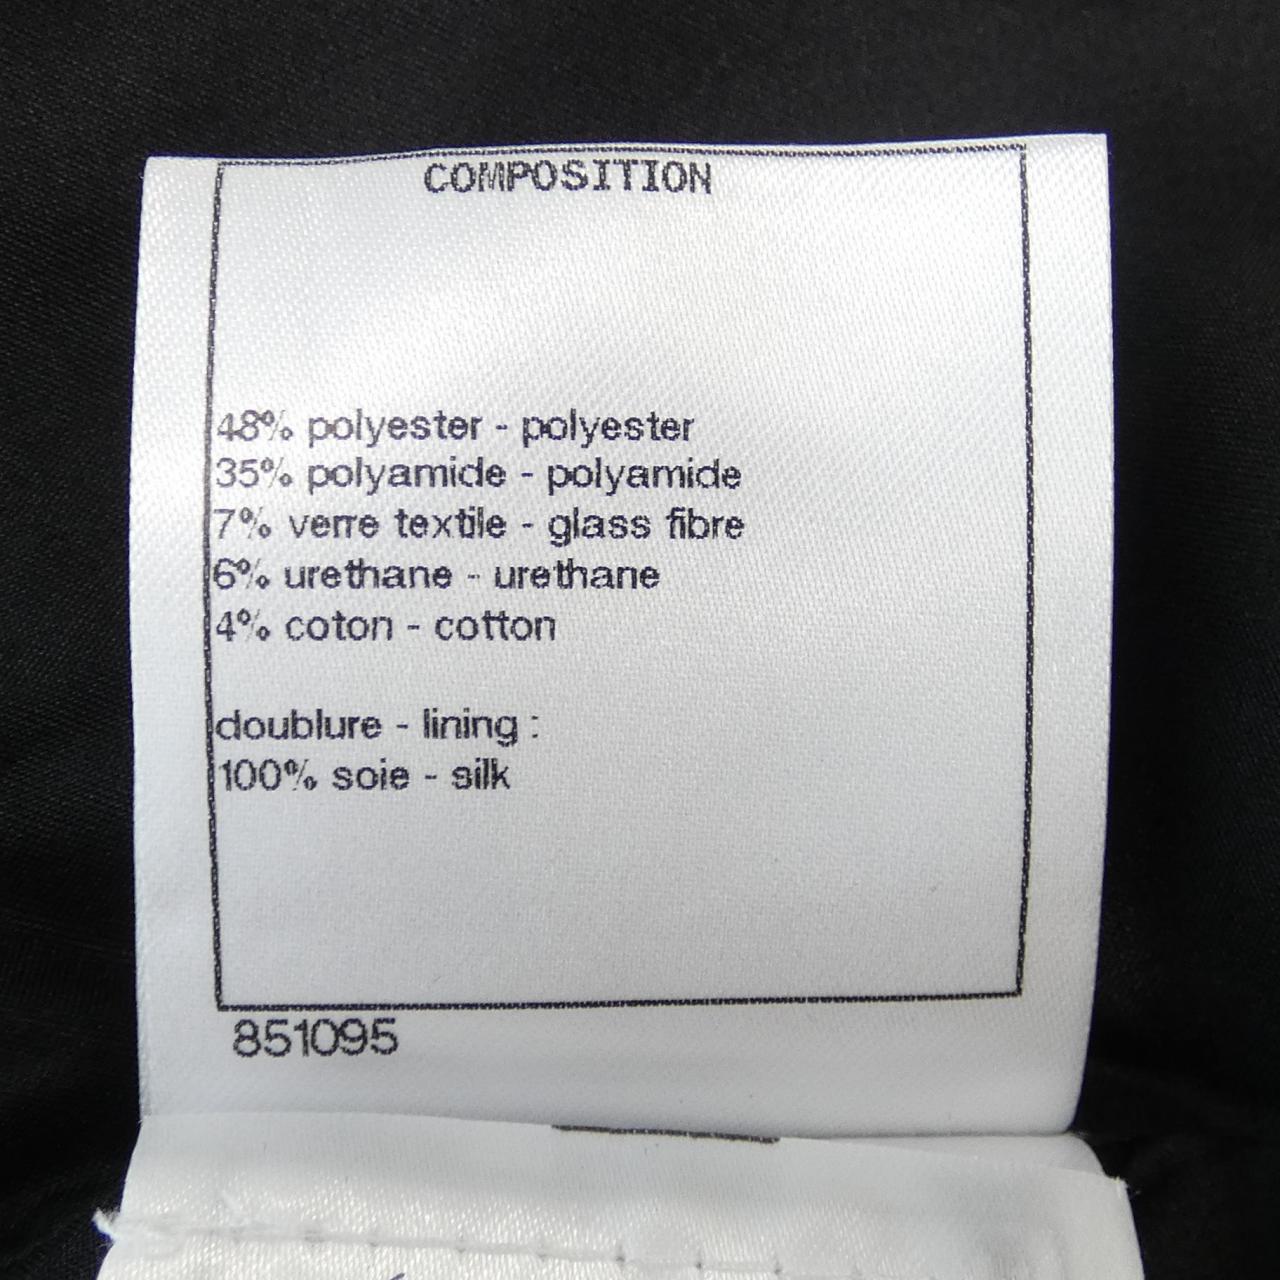 COMPOSITION
48% polyester - polyester
35% polyamide - polyamide
7% verre textile - glass fibre
6% urethane - urethane
4% coton - cotton
doublure - lining :
100% soie - silk
851095